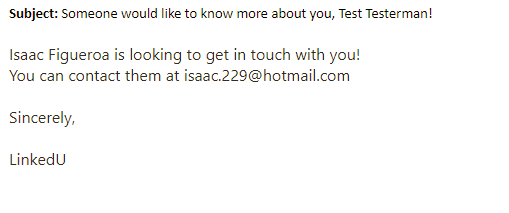 Subject: Someone would like to know more about you, Test Testerman!
Isaac Figueroa is looking to get in touch with you!
You can contact them at isaac.229@hotmail.com
Sincerely,
LinkedU